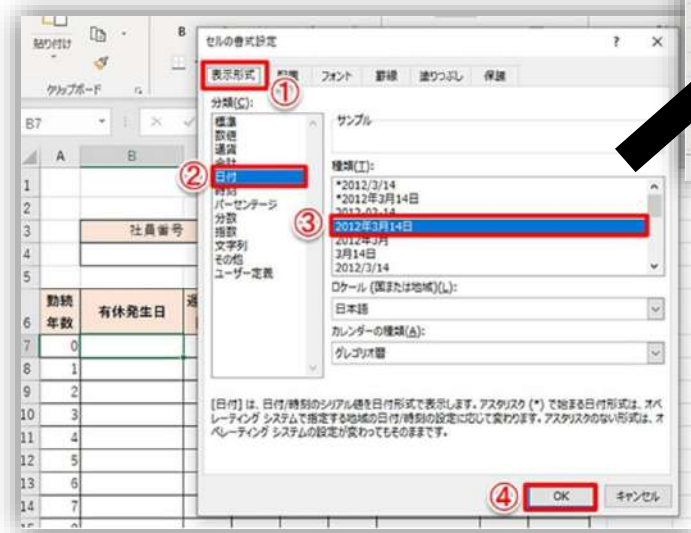 貼り付け
B
クリップボード
B7
A B
1
2
3 社員番号
4
5
6 勤続年数 有休発生日
7 0
8 1
9 2
10 3
11 4
12 5
13 6
14 7
セルの書式設定 ? ×
表示形式 フォント 罫線 塗りつぶし 保護
①
分類(C):
標準
数値
通貨
会計
② 日付
時刻
パーセンテージ
分数
指数
文字列
その他
ユーザー定義
サンプル
種類(T):
*2012/3/14
*2012年3月14日
2012-03-14
③ 2012年3月14日
2012年3月
3月14日
2012/3/14
ロケール (国または地域)(L):
日本語
カレンダーの種類(A):
グレゴリオ暦
[日付] は、日付/時刻のシリアル値を日付形式で表示します。アスタリスク (*) で始まる日付形式は、オペ
レーティング システムで指定する地域の日付/時刻の設定に応じて変わります。アスタリスクのない形式は、オ
ペレーティング システムの設定が変わってもそのままです。
④ OK キャンセル